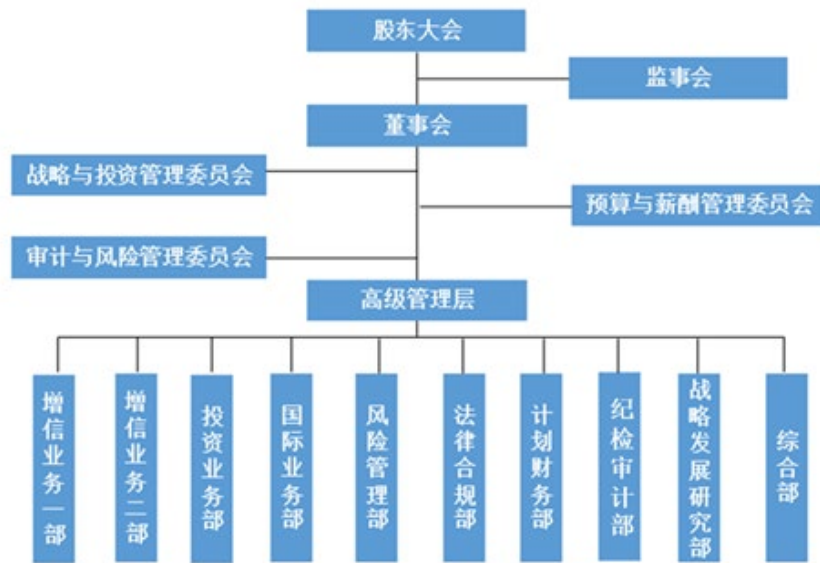 股东大会
监事会
董事会
战略与投资管理委员会
预算与薪酬管理委员会
审计与风险管理委员会
高级管理层
增信业务一部
增信业务二部
投资业务部
国际业务部
风险管理部
法律合规部
计划财务部
纪检审计部
战略发展研究部
综合部